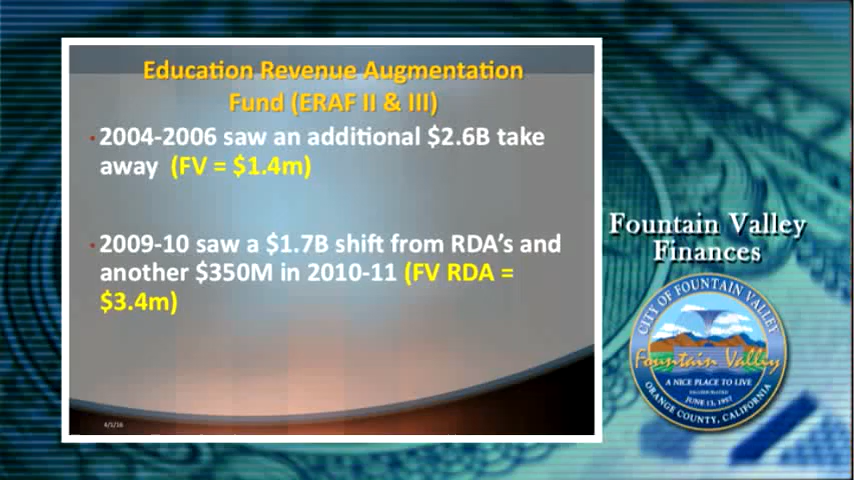 Education Revenue Augmentation
Fund (ERAF II & III)
• 2004-2006 saw an additional $2.6B take
away (FV = $1.4m)
• 2009-10 saw a $1.7B shift from RDA's and
another $350M in 2010-11 (FV RDA =
$3.4m)
4/1/16
Fountain Valley
Finances
CITY OF FOUNTAIN VALLEY
Fountain Valley
A NICE PLACE TO LIVE
INCORPORATED
JUNE 13, 1957
ORANGE COUNTY, CALIFORNIA